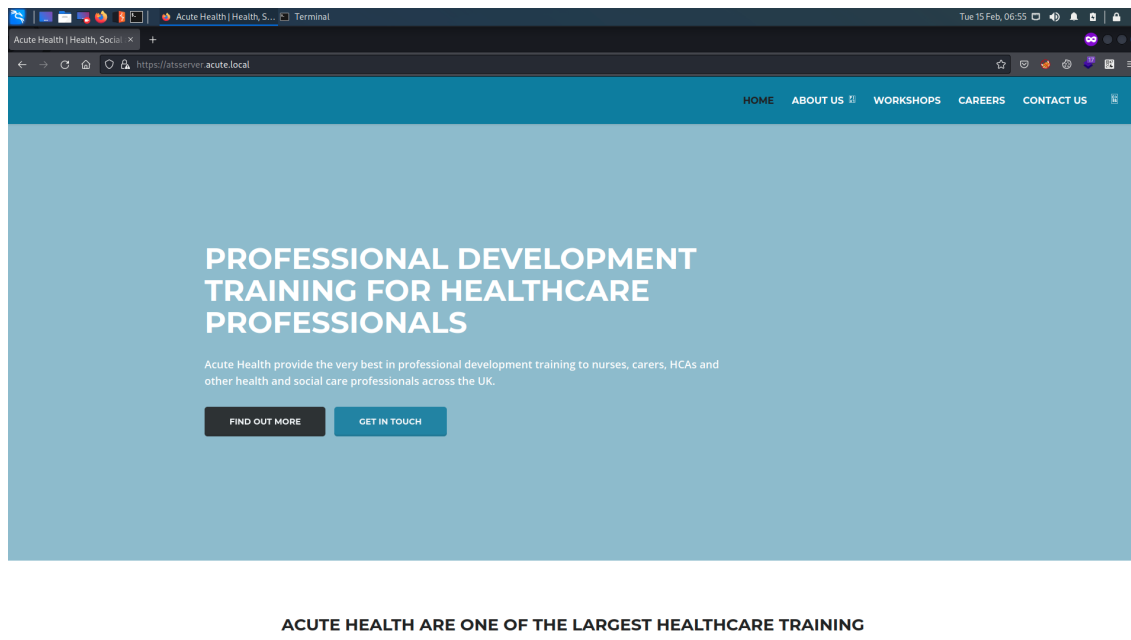 Acute Health | Health, S...
Terminal
Tue 15 Feb, 06:55
Acute Health | Health, Social
https://atsserver.acute.local
17
HOME ABOUT US WORKSHOPS CAREERS CONTACT US
PROFESSIONAL DEVELOPMENT
TRAINING FOR HEALTHCARE
PROFESSIONALS
Acute Health provide the very best in professional development training to nurses, carers, HCAs and
other health and social care professionals across the UK.
FIND OUT MORE GET IN TOUCH
ACUTE HEALTH ARE ONE OF THE LARGEST HEALTHCARE TRAINING